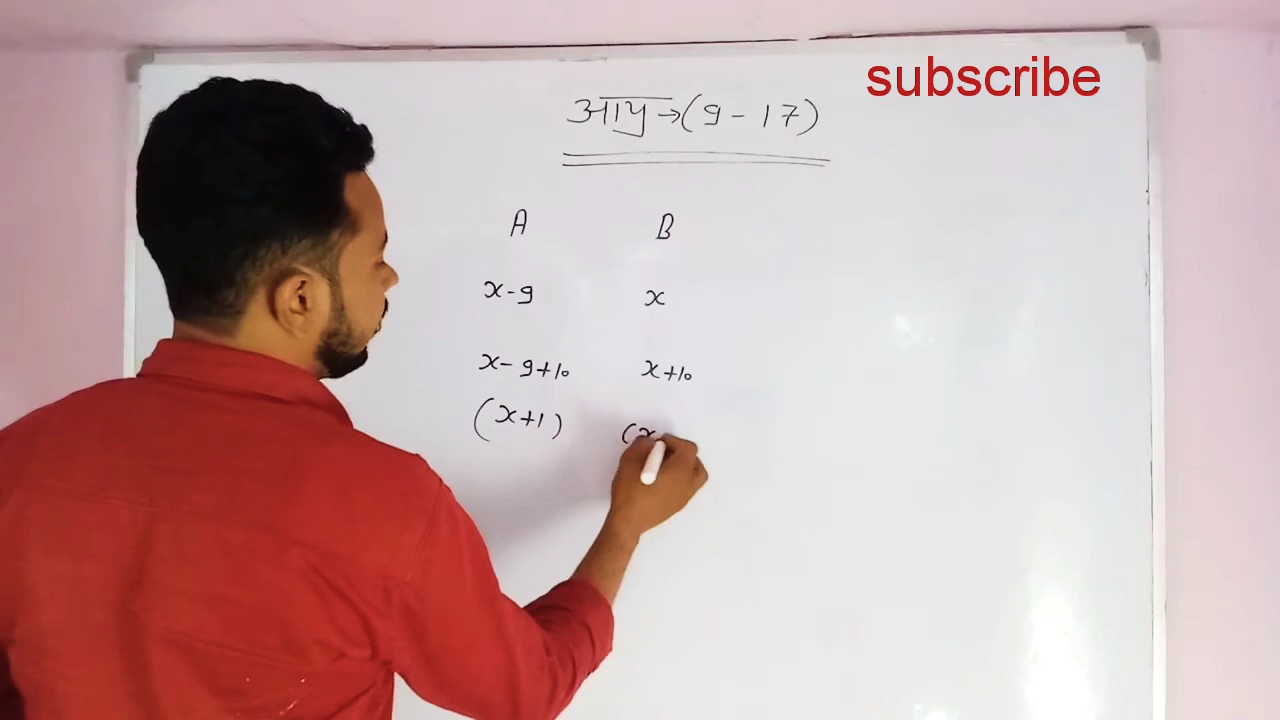 subscribe
आयु → (9 - 17)
A B
x-9 x
x-9+10 x+10
(x+1) (x